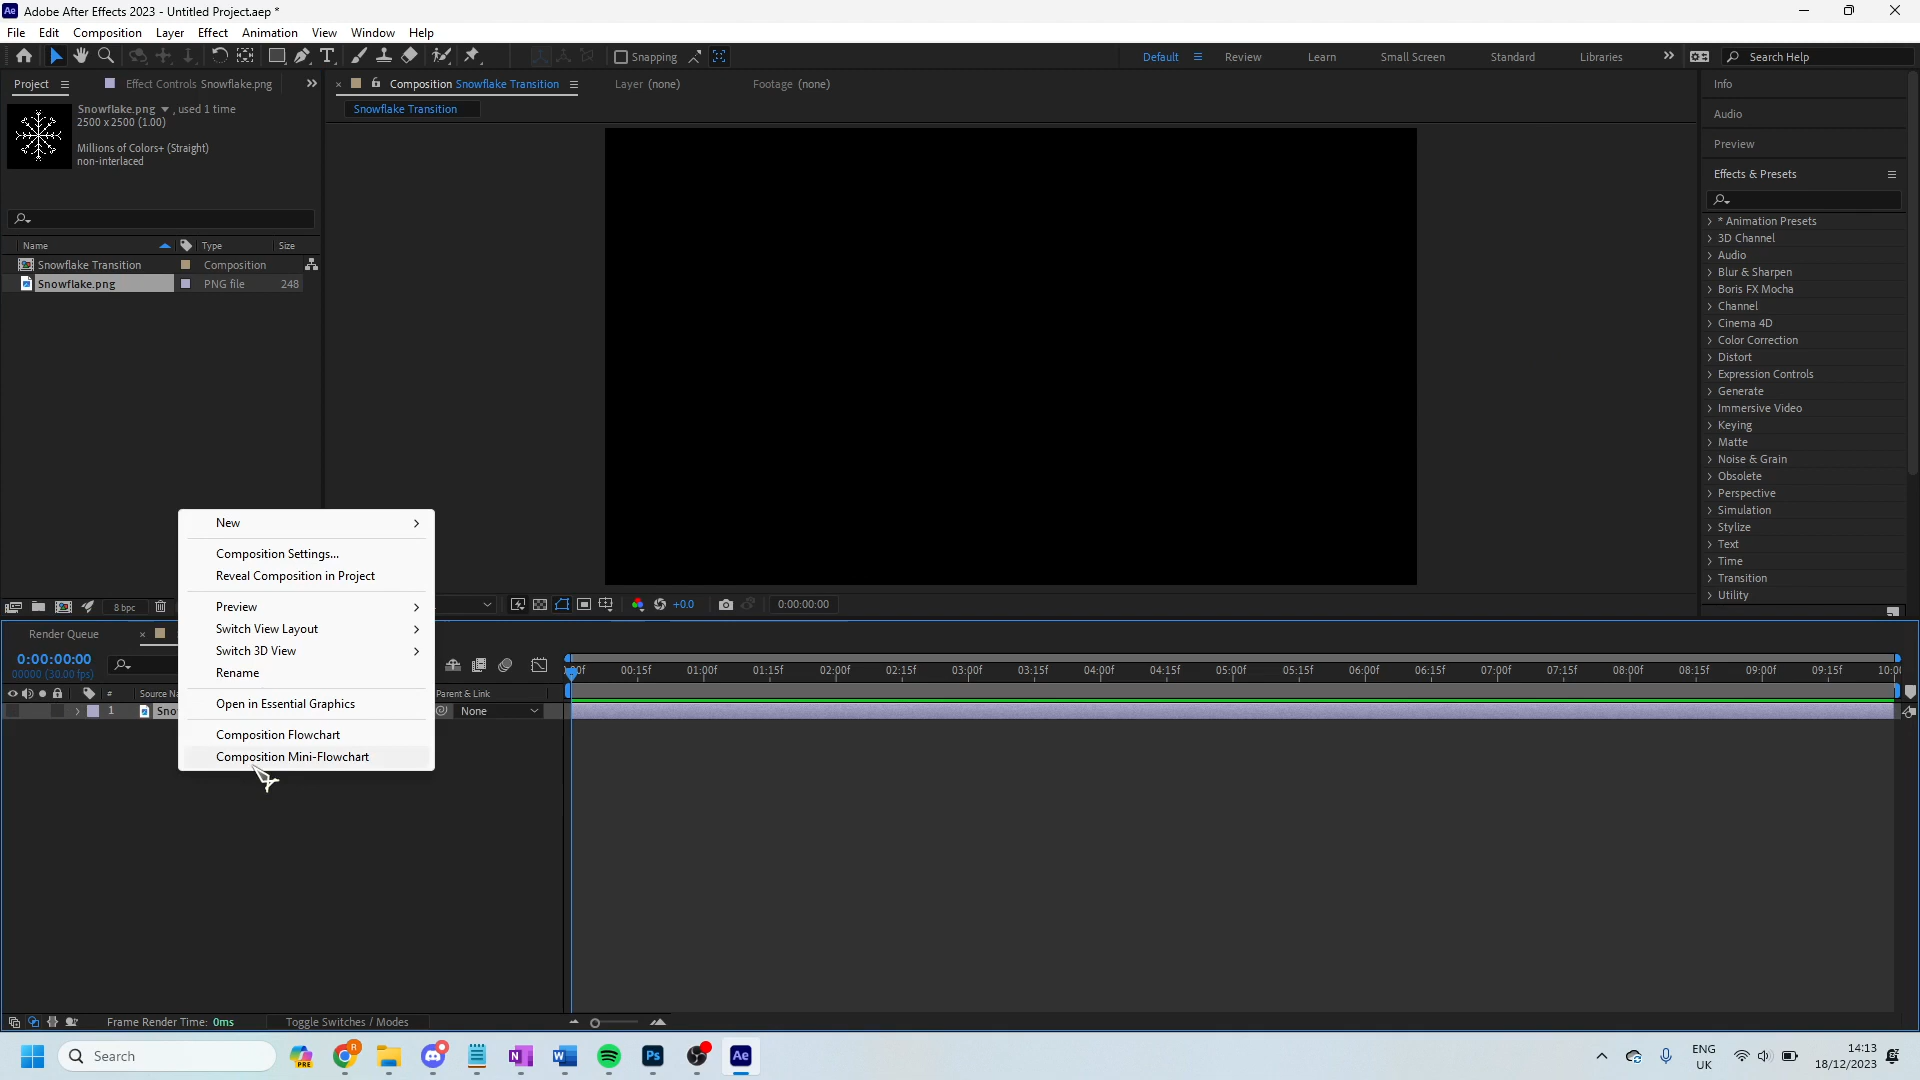 Adobe After Effects 2023 - Untitled Project.aep *
File Edit Composition Layer Effect Animation View Window Help
Snapping
Default Review Learn Small Screen Standard Libraries
Search Help
Project Effect Controls Snowflake.png
Composition Snowflake Transition Layer (none) Footage (none)
Snowflake Transition
Snowflake.png , used 1 time
2500 x 2500 (1.00)
Millions of Colors+ (Straight)
non-interlaced
Name Type Size
Snowflake Transition Composition
Snowflake.png PNG file 248
Info
Audio
Preview
Effects & Presets
* Animation Presets
3D Channel
Audio
Blur & Sharpen
Boris FX Mocha
Channel
Cinema 4D
Color Correction
Distort
Expression Controls
Generate
Immersive Video
Keying
Matte
Noise & Grain
Obsolete
Perspective
Simulation
Stylize
Text
Time
Transition
Utility
New
Composition Settings...
Reveal Composition in Project
Preview
Switch View Layout
Switch 3D View
Rename
Open in Essential Graphics
Composition Flowchart
Composition Mini-Flowchart
8 bpc
+0.0 0:00:00:00
Render Queue
0:00:00:00
00000 (30.00 fps)
# Source Na Parent & Link
1 Sno None
:00f 00:15f 01:00f 01:15f 02:00f 02:15f 03:00f 03:15f 04:00f 04:15f 05:00f 05:15f 06:00f 06:15f 07:00f 07:15f 08:00f 08:15f 09:00f 09:15f 10:0
Frame Render Time: 0ms Toggle Switches / Modes
Search
ENG
UK
14:13
18/12/2023